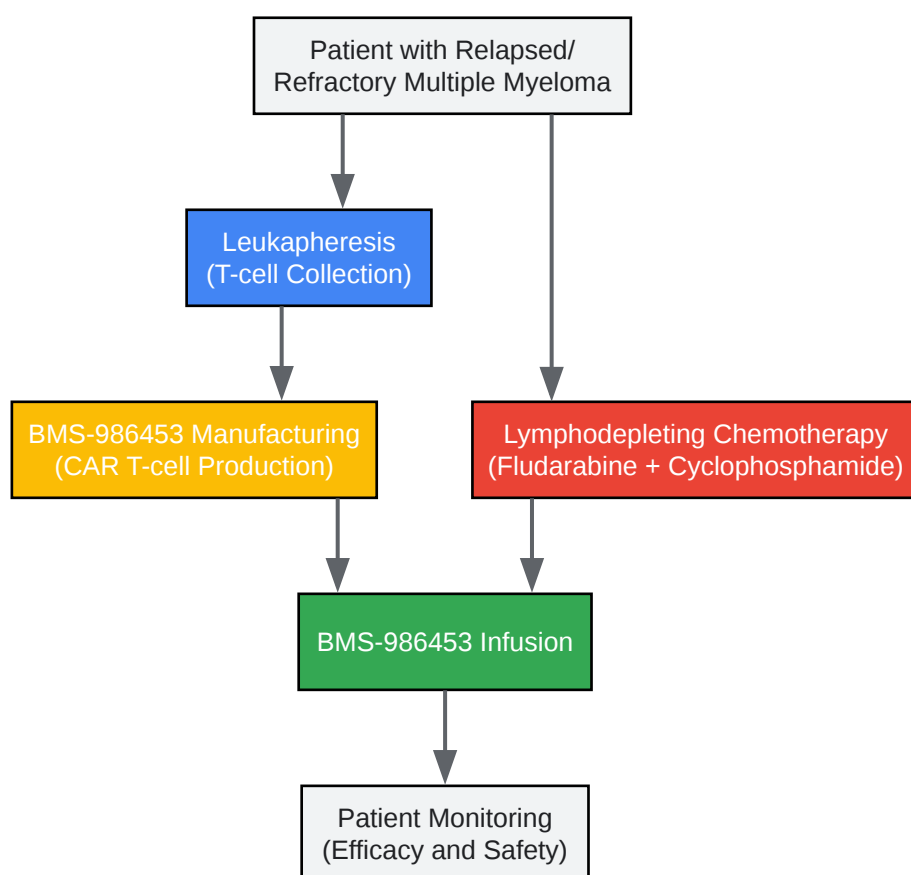 Patient with Relapsed/
Refractory Multiple Myeloma
Leukapheresis
(T-cell Collection)
BMS-986453 Manufacturing
(CAR T-cell Production)
Lymphodepleting Chemotherapy
(Fludarabine + Cyclophosphamide)
BMS-986453 Infusion
Patient Monitoring
(Efficacy and Safety)